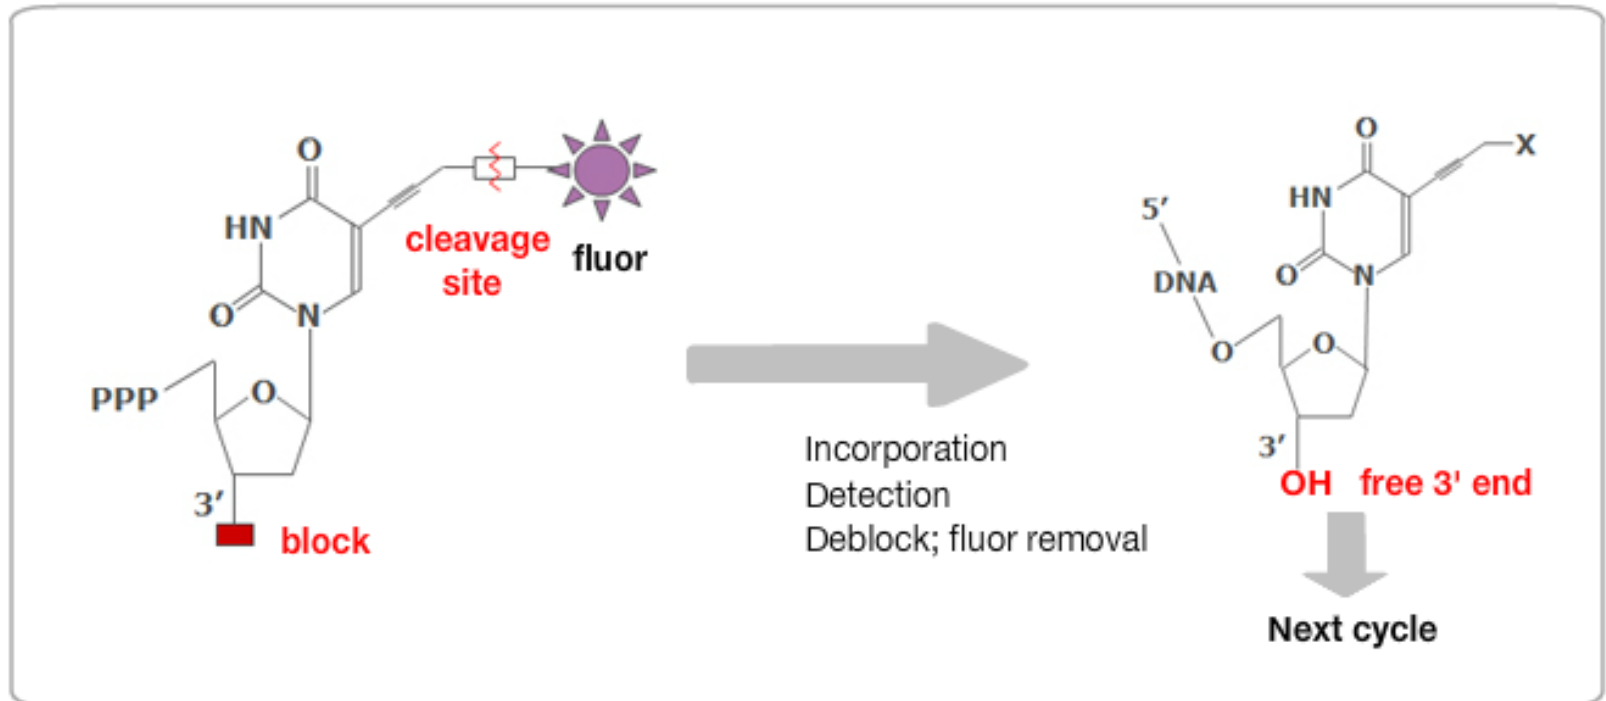 O
HN
O
N
cleavage
site
fluor
PPP
O
3′
block
Incorporation
Detection
Deblock; fluor removal
O
X
HN
5′
O
N
DNA
O
O
3′
OH free 3' end
Next cycle